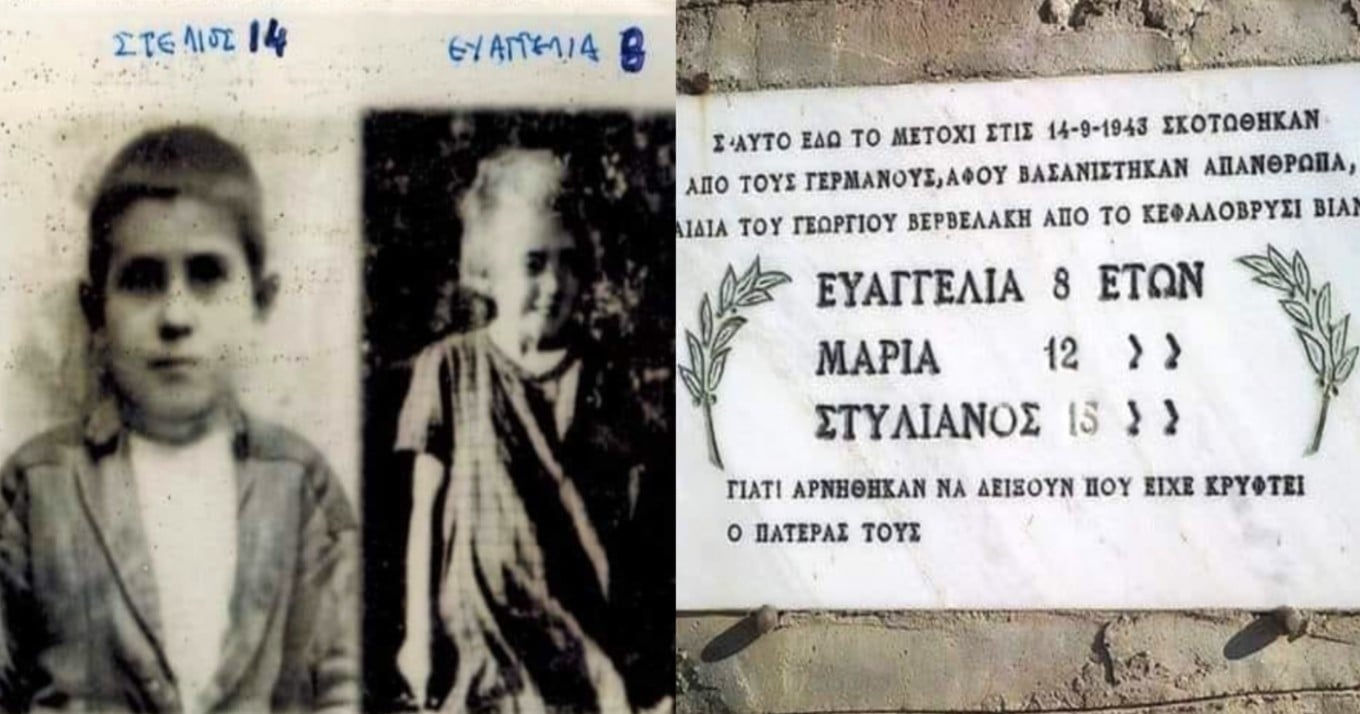 ΣΤΕΛΙΟΣ 14
ΕΥΑΓΓΕΛΙΑ 8
Σ'ΑΥΤΟ ΕΔΩ ΤΟ ΜΕΤΟΧΙ ΣΤΙΣ 14-9-1943 ΣΚΟΤΩΘΗΚΑΝ
ΑΠΟ ΤΟΥΣ ΓΕΡΜΑΝΟΥΣ,ΑΦΟΥ ΒΑΣΑΝΙΣΤΗΚΑΝ ΑΠΑΝΘΡΩΠΑ,
ΑΙΔΙΑ ΤΟΥ ΓΕΩΡΓΙΟΥ ΒΕΡΒΕΛΑΚΗ ΑΠΟ ΤΟ ΚΕΦΑΛΟΒΡΥΣΙ ΒΙΑΝ
ΕΥΑΓΓΕΛΙΑ 8 ΕΤΩΝ
ΜΑΡΙΑ 12 〉〉
ΣΤΥΛΙΑΝΟΣ 15 〉〉
ΓΙΑΤΙ ΑΡΝΗΘΗΚΑΝ ΝΑ ΔΕΙΞΟΥΝ ΠΟΥ ΕΙΧΕ ΚΡΥΦΤΕΙ
Ο ΠΑΤΕΡΑΣ ΤΟΥΣ